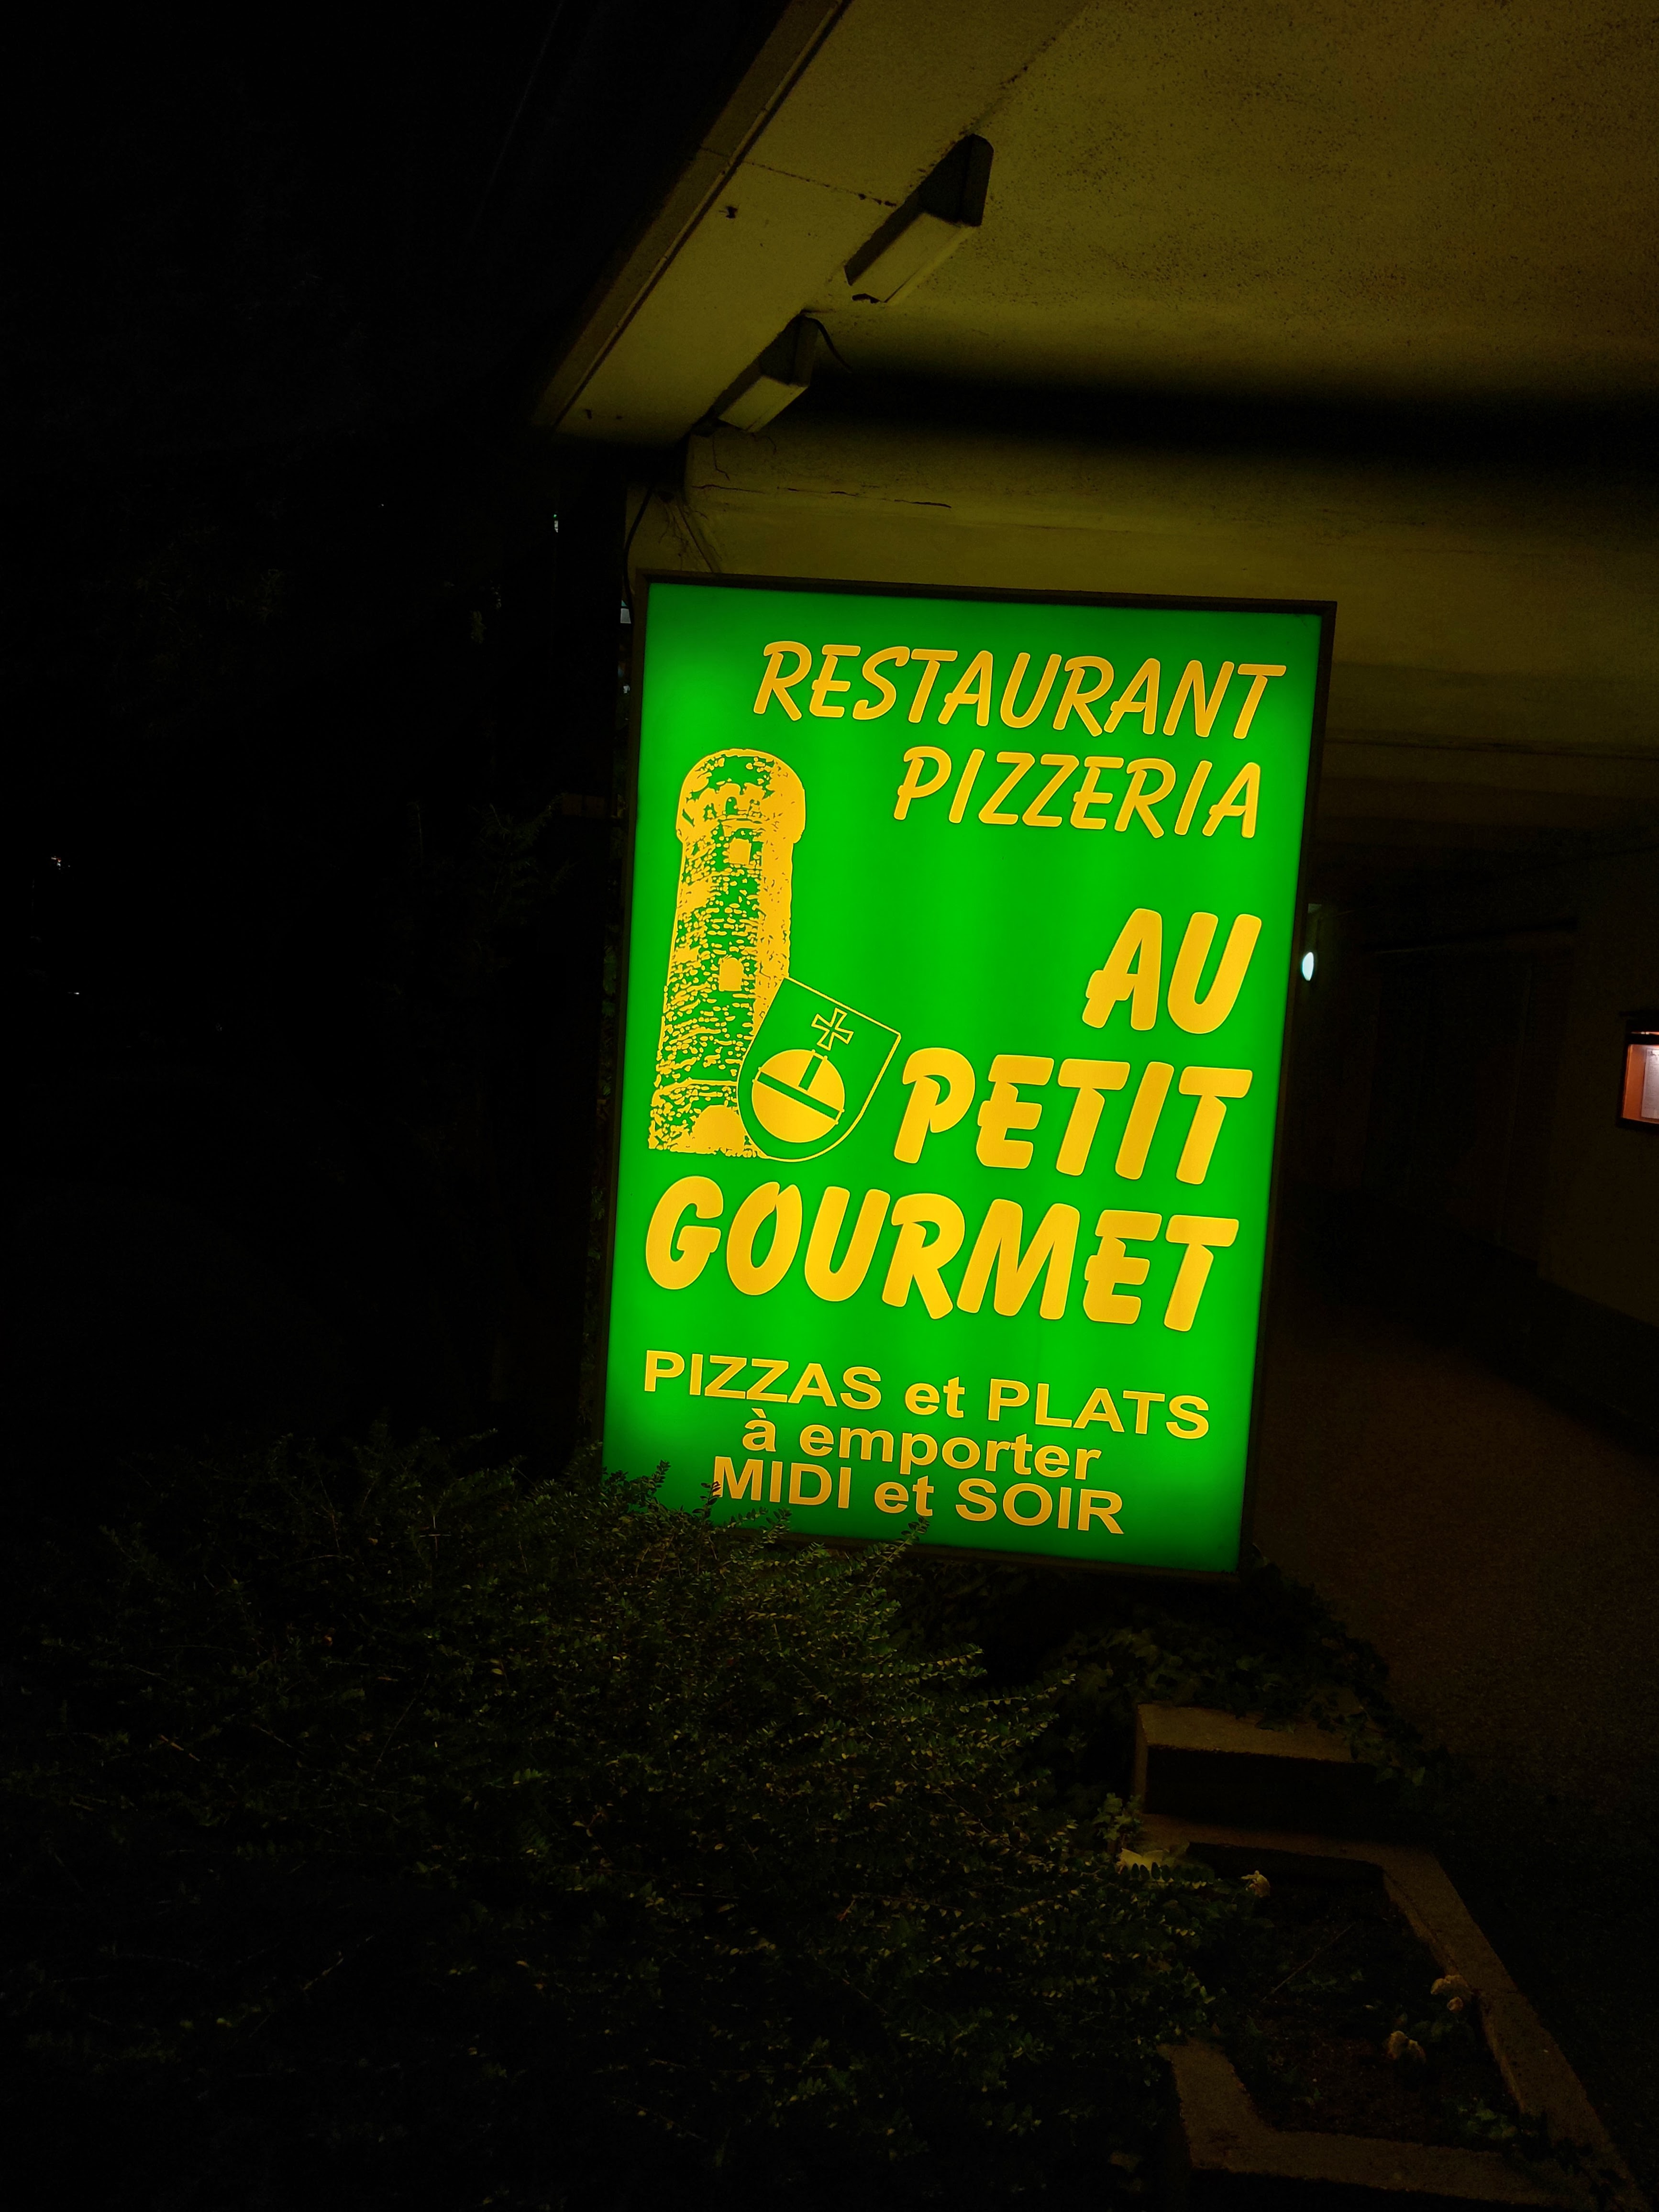 RESTAURANT
PIZZERIA
AU
PETIT
GOURMET
PIZZAS et PLATS
à emporter
MIDI et SOIR